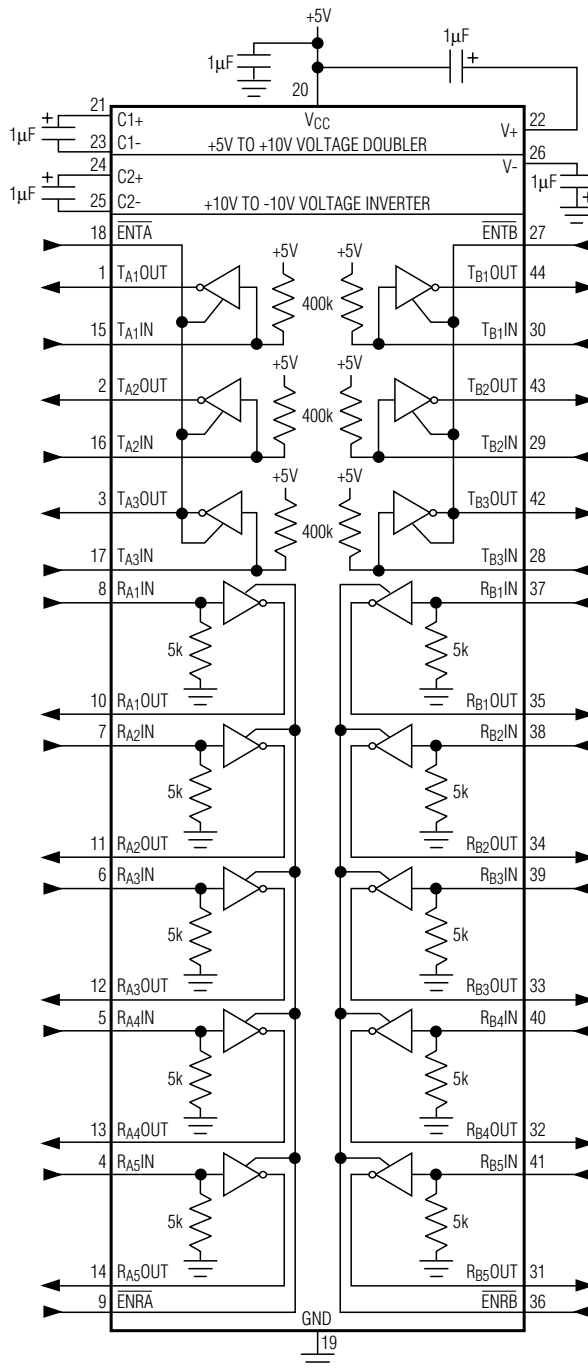 +5V
1µF
1µF
20
21
C1+
VCC
22
V+
1µF
23
C1-
+5V TO +10V VOLTAGE DOUBLER
24
C2+
V-
26
1µF
1µF
25
C2-
+10V TO -10V VOLTAGE INVERTER
18
ENTA
ENTB
27
+5V
+5V
1
TA1OUT
TB1OUT
44
400k
15
TA1IN
TB1IN
30
+5V
+5V
2
TA2OUT
TB2OUT
43
400k
16
TA2IN
TB2IN
29
+5V
+5V
3
TA3OUT
TB3OUT
42
400k
17
TA3IN
TB3IN
28
8
RA1IN
RB1IN
37
5k
5k
10
RA1OUT
RB1OUT
35
7
RA2IN
RB2IN
38
5k
5k
11
RA2OUT
RB2OUT
34
6
RA3IN
RB3IN
39
5k
5k
12
RA3OUT
RB3OUT
33
5
RA4IN
RB4IN
40
5k
5k
13
RA4OUT
RB4OUT
32
4
RA5IN
RB5IN
41
5k
5k
14
RA5OUT
RB5OUT
31
9
ENRA
ENRB
36
GND
19